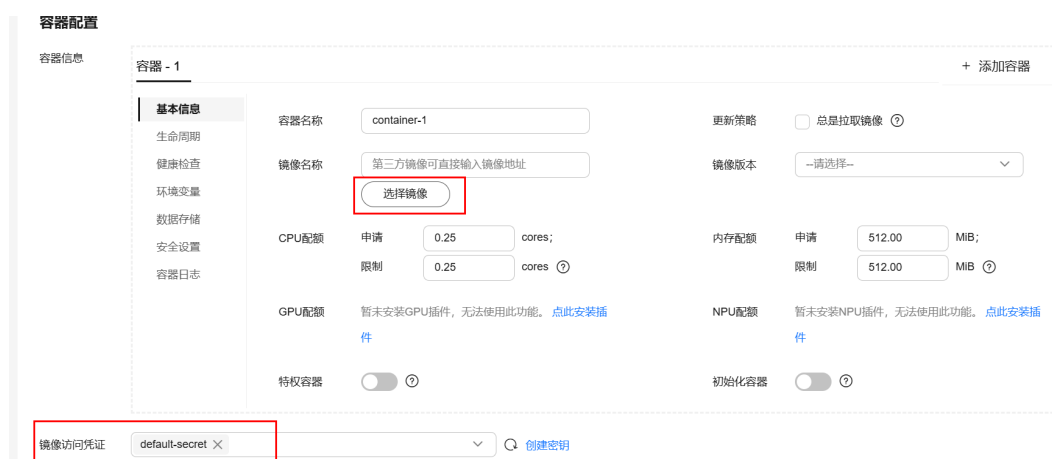 容器配置
容器信息
容器 - 1
+ 添加容器
基本信息
生命周期
健康检查
环境变量
数据存储
安全设置
容器日志
容器名称 container-1 更新策略 总是拉取镜像
镜像名称 第三方镜像可直接输入镜像地址 镜像版本 --请选择--
选择镜像
CPU配额 申请 0.25 cores; 内存配额 申请 512.00 MiB;
限制 0.25 cores 限制 512.00 MiB
GPU配额 暂未安装GPU插件，无法使用此功能。 点此安装插件 NPU配额 暂未安装NPU插件，无法使用此功能。 点此安装插件
特权容器 初始化容器
镜像访问凭证 default-secret 创建密钥